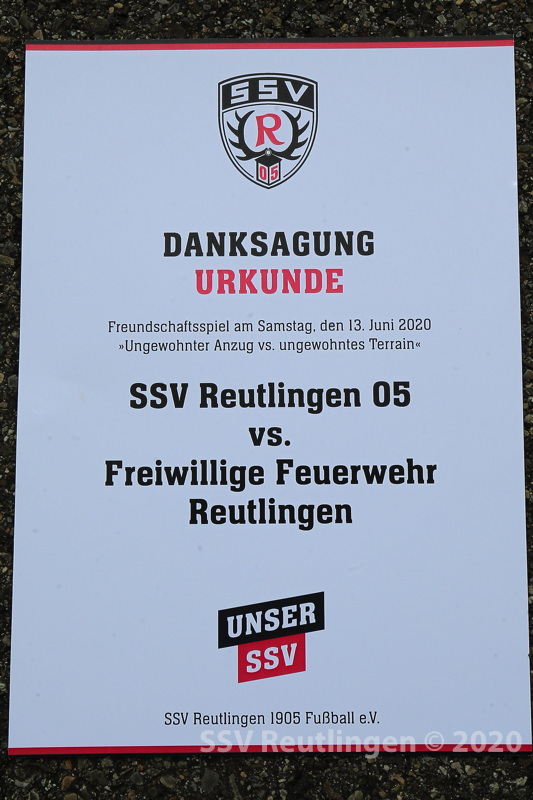 SSV
R
05
DANKSAGUNG
URKUNDE
Freundschaftsspiel am Samstag, den 13. Juni 2020
»Ungewohnter Anzug vs. ungewohntes Terrain«
SSV Reutlingen 05
vs.
Freiwillige Feuerwehr
Reutlingen
UNSER
SSV
SSV Reutlingen 1905 Fußball e.V.
SSV Reutlingen © 2020